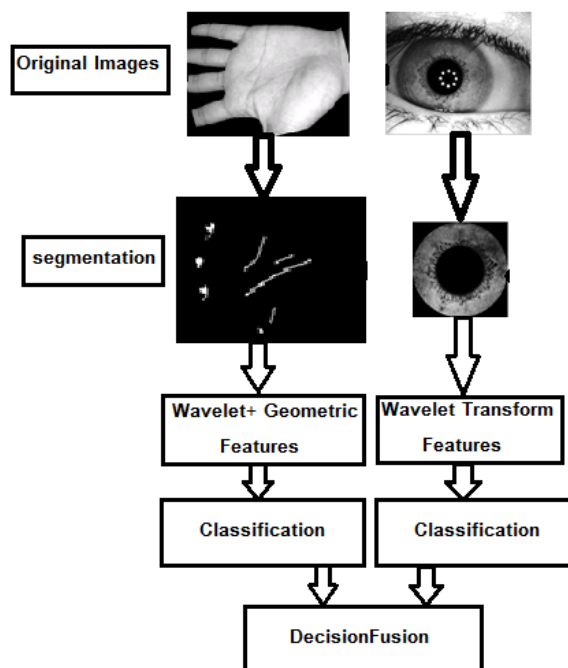 Original Images
segmentation
Wavelet+ Geometric
Features
Wavelet Transform
Features
Classification
Classification
DecisionFusion